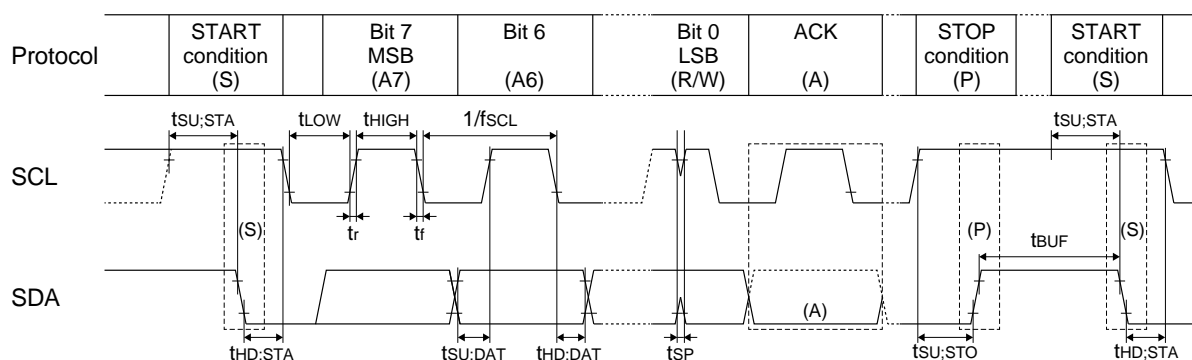 Protocol
START
condition
(S)
Bit 7
MSB
(A7)
Bit 6
(A6)
Bit 0
LSB
(R/W)
ACK
(A)
STOP
condition
(P)
START
condition
(S)
tSU;STA
tLOW
tHIGH
1/fSCL
tSU;STA
SCL
(S)
tr
tf
(P)
tBUF
(S)
SDA
(A)
tHD;STA
tSU;DAT
tHD;DAT
tSP
tSU;STO
tHD;STA